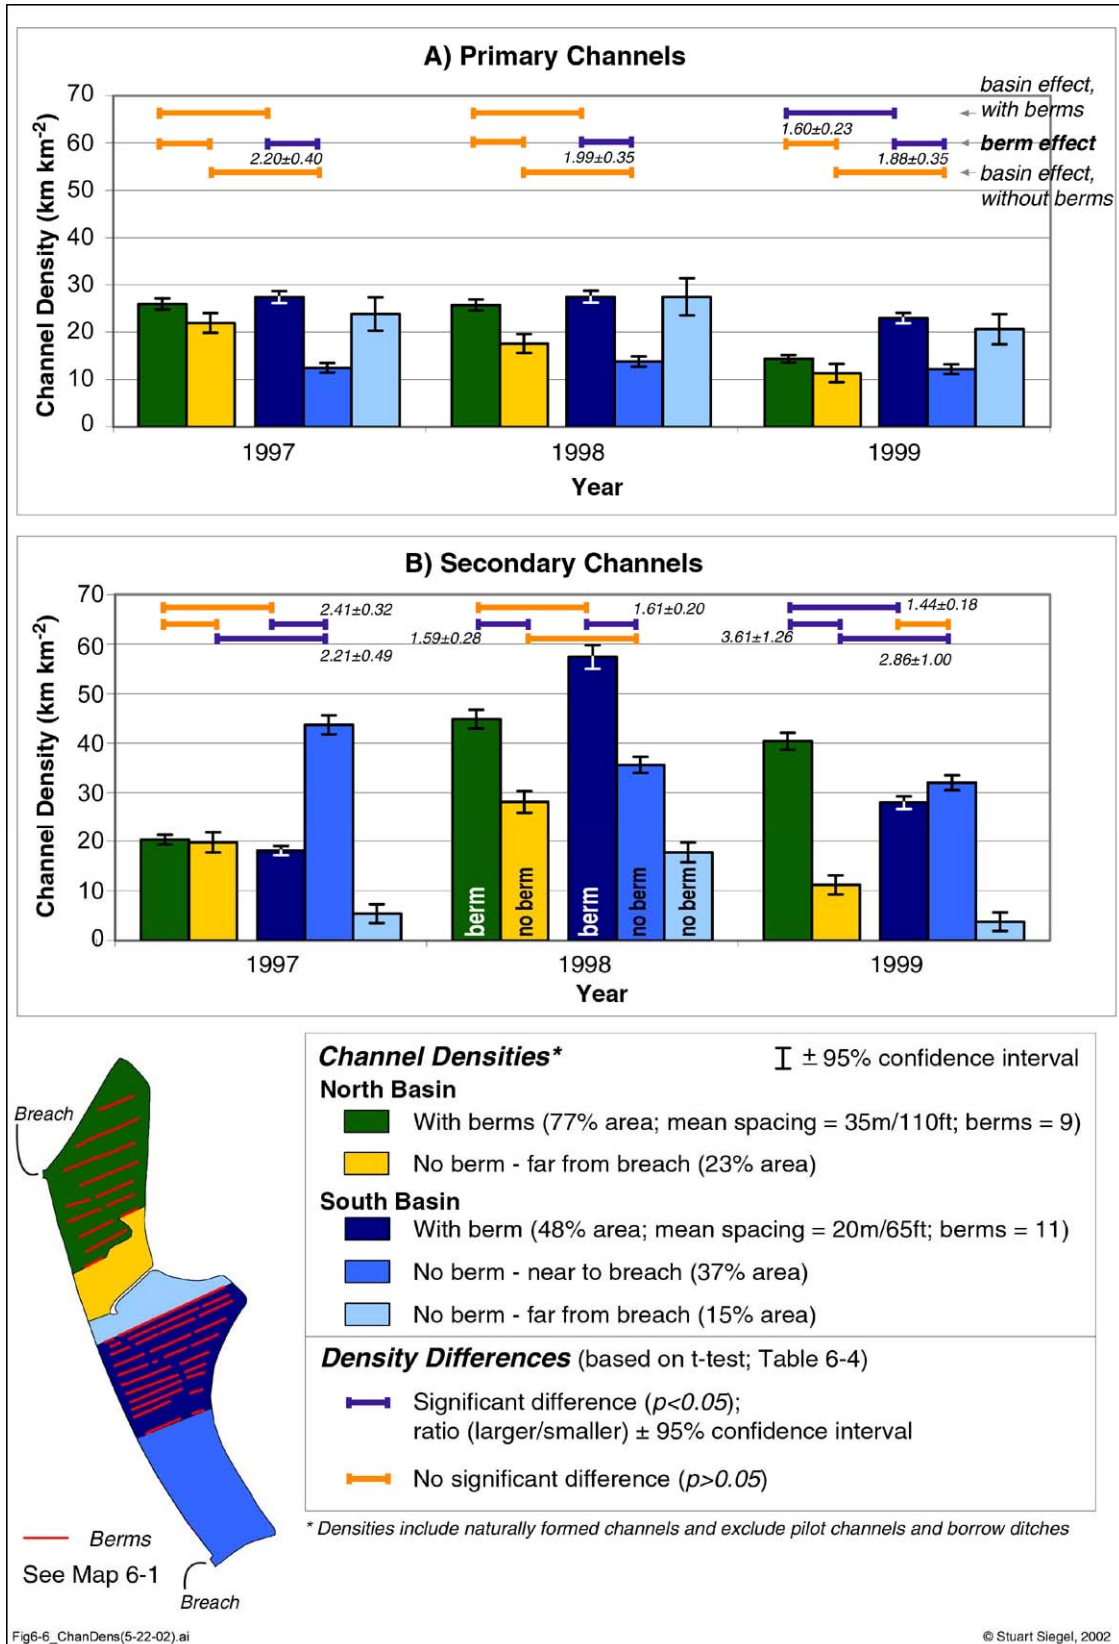 A) Primary Channels
Channel Density (km km-2)
70
60
50
40
30
20
10
0
basin effect,
with berms
1.60±0.23
berm effect
2.20±0.40
1.99±0.35
1.88±0.35
basin effect,
without berms
1997
1998
1999
Year
B) Secondary Channels
Channel Density (km km-2)
70
60
50
40
30
20
10
0
2.41±0.32
1.61±0.20
1.44±0.18
1.59±0.28
3.61±1.26
2.21±0.49
2.86±1.00
berm
no berm
berm
no berm
no berm
1997
1998
1999
Year
Breach
Berms
See Map 6-1
Breach
Channel Densities*
± 95% confidence interval
North Basin
With berms (77% area; mean spacing = 35m/110ft; berms = 9)
No berm - far from breach (23% area)
South Basin
With berm (48% area; mean spacing = 20m/65ft; berms = 11)
No berm - near to breach (37% area)
No berm - far from breach (15% area)
Density Differences (based on t-test; Table 6-4)
Significant difference (p<0.05);
ratio (larger/smaller) ± 95% confidence interval
No significant difference (p>0.05)
* Densities include naturally formed channels and exclude pilot channels and borrow ditches
Fig6-6_ChanDens(5-22-02).ai
© Stuart Siegel, 2002